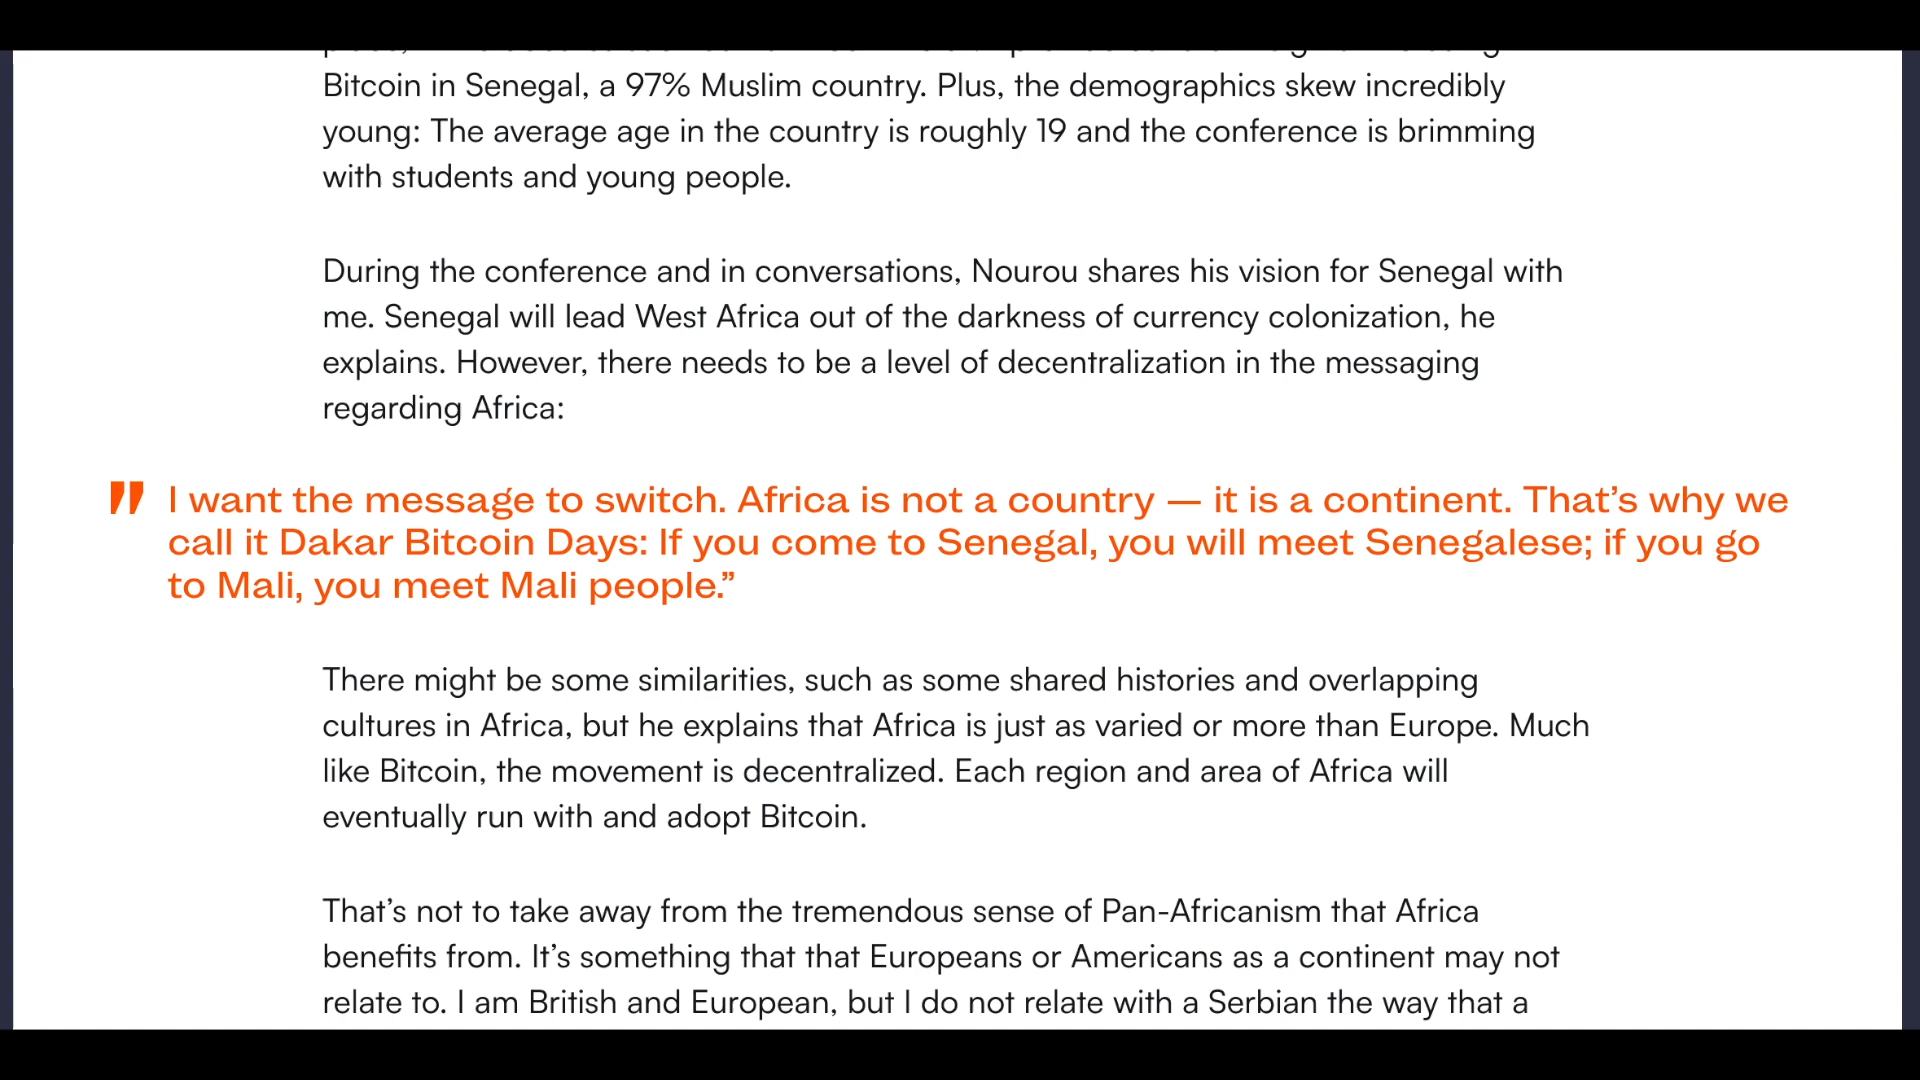 Bitcoin in Senegal, a 97% Muslim country. Plus, the demographics skew incredibly
young: The average age in the country is roughly 19 and the conference is brimming
with students and young people.
During the conference and in conversations, Nourou shares his vision for Senegal with
me. Senegal will lead West Africa out of the darkness of currency colonization, he
explains. However, there needs to be a level of decentralization in the messaging
regarding Africa:
" I want the message to switch. Africa is not a country — it is a continent. That’s why we
call it Dakar Bitcoin Days: If you come to Senegal, you will meet Senegalese; if you go
to Mali, you meet Mali people.”
There might be some similarities, such as some shared histories and overlapping
cultures in Africa, but he explains that Africa is just as varied or more than Europe. Much
like Bitcoin, the movement is decentralized. Each region and area of Africa will
eventually run with and adopt Bitcoin.
That’s not to take away from the tremendous sense of Pan-Africanism that Africa
benefits from. It’s something that that Europeans or Americans as a continent may not
relate to. I am British and European, but I do not relate with a Serbian the way that a